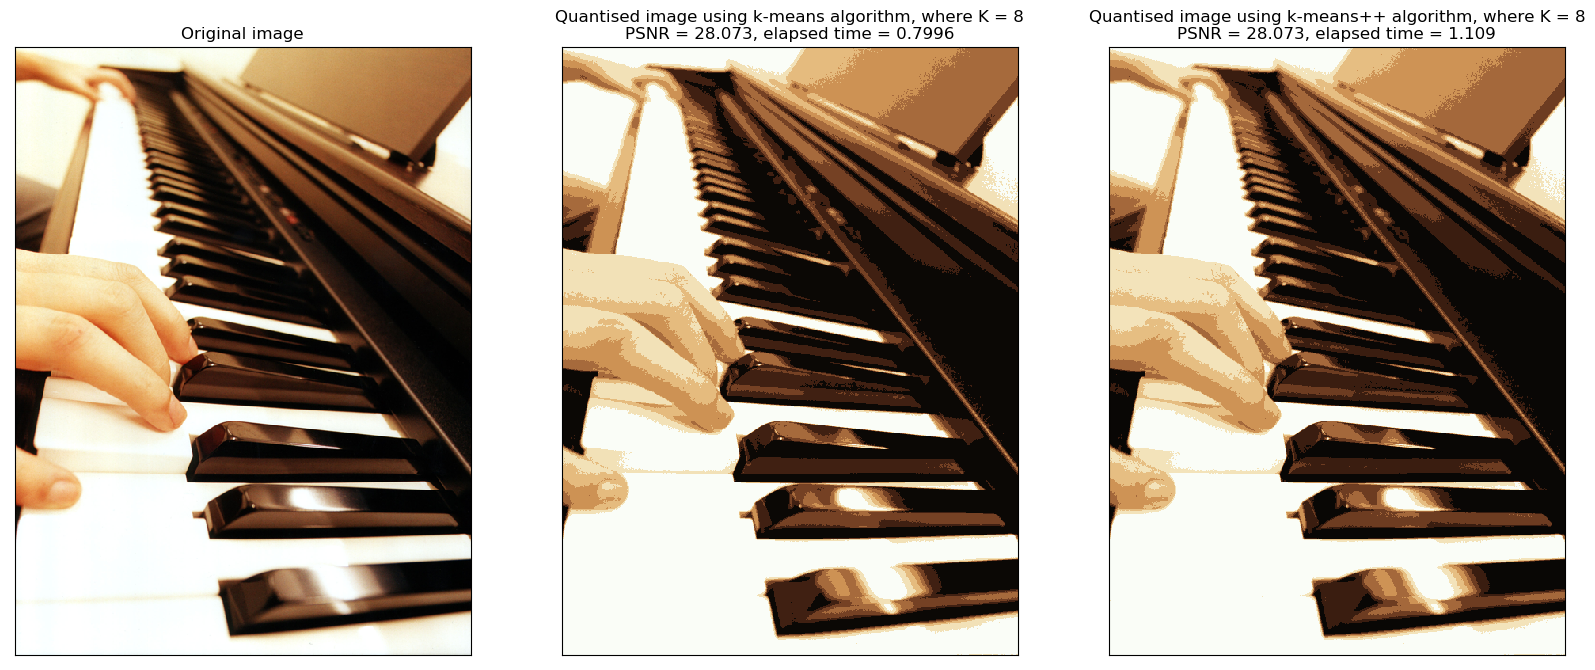 Original image
Quantised image using k-means algorithm, where K = 8
PSNR = 28.073, elapsed time = 0.7996
Quantised image using k-means++ algorithm, where K = 8
PSNR = 28.073, elapsed time = 1.109